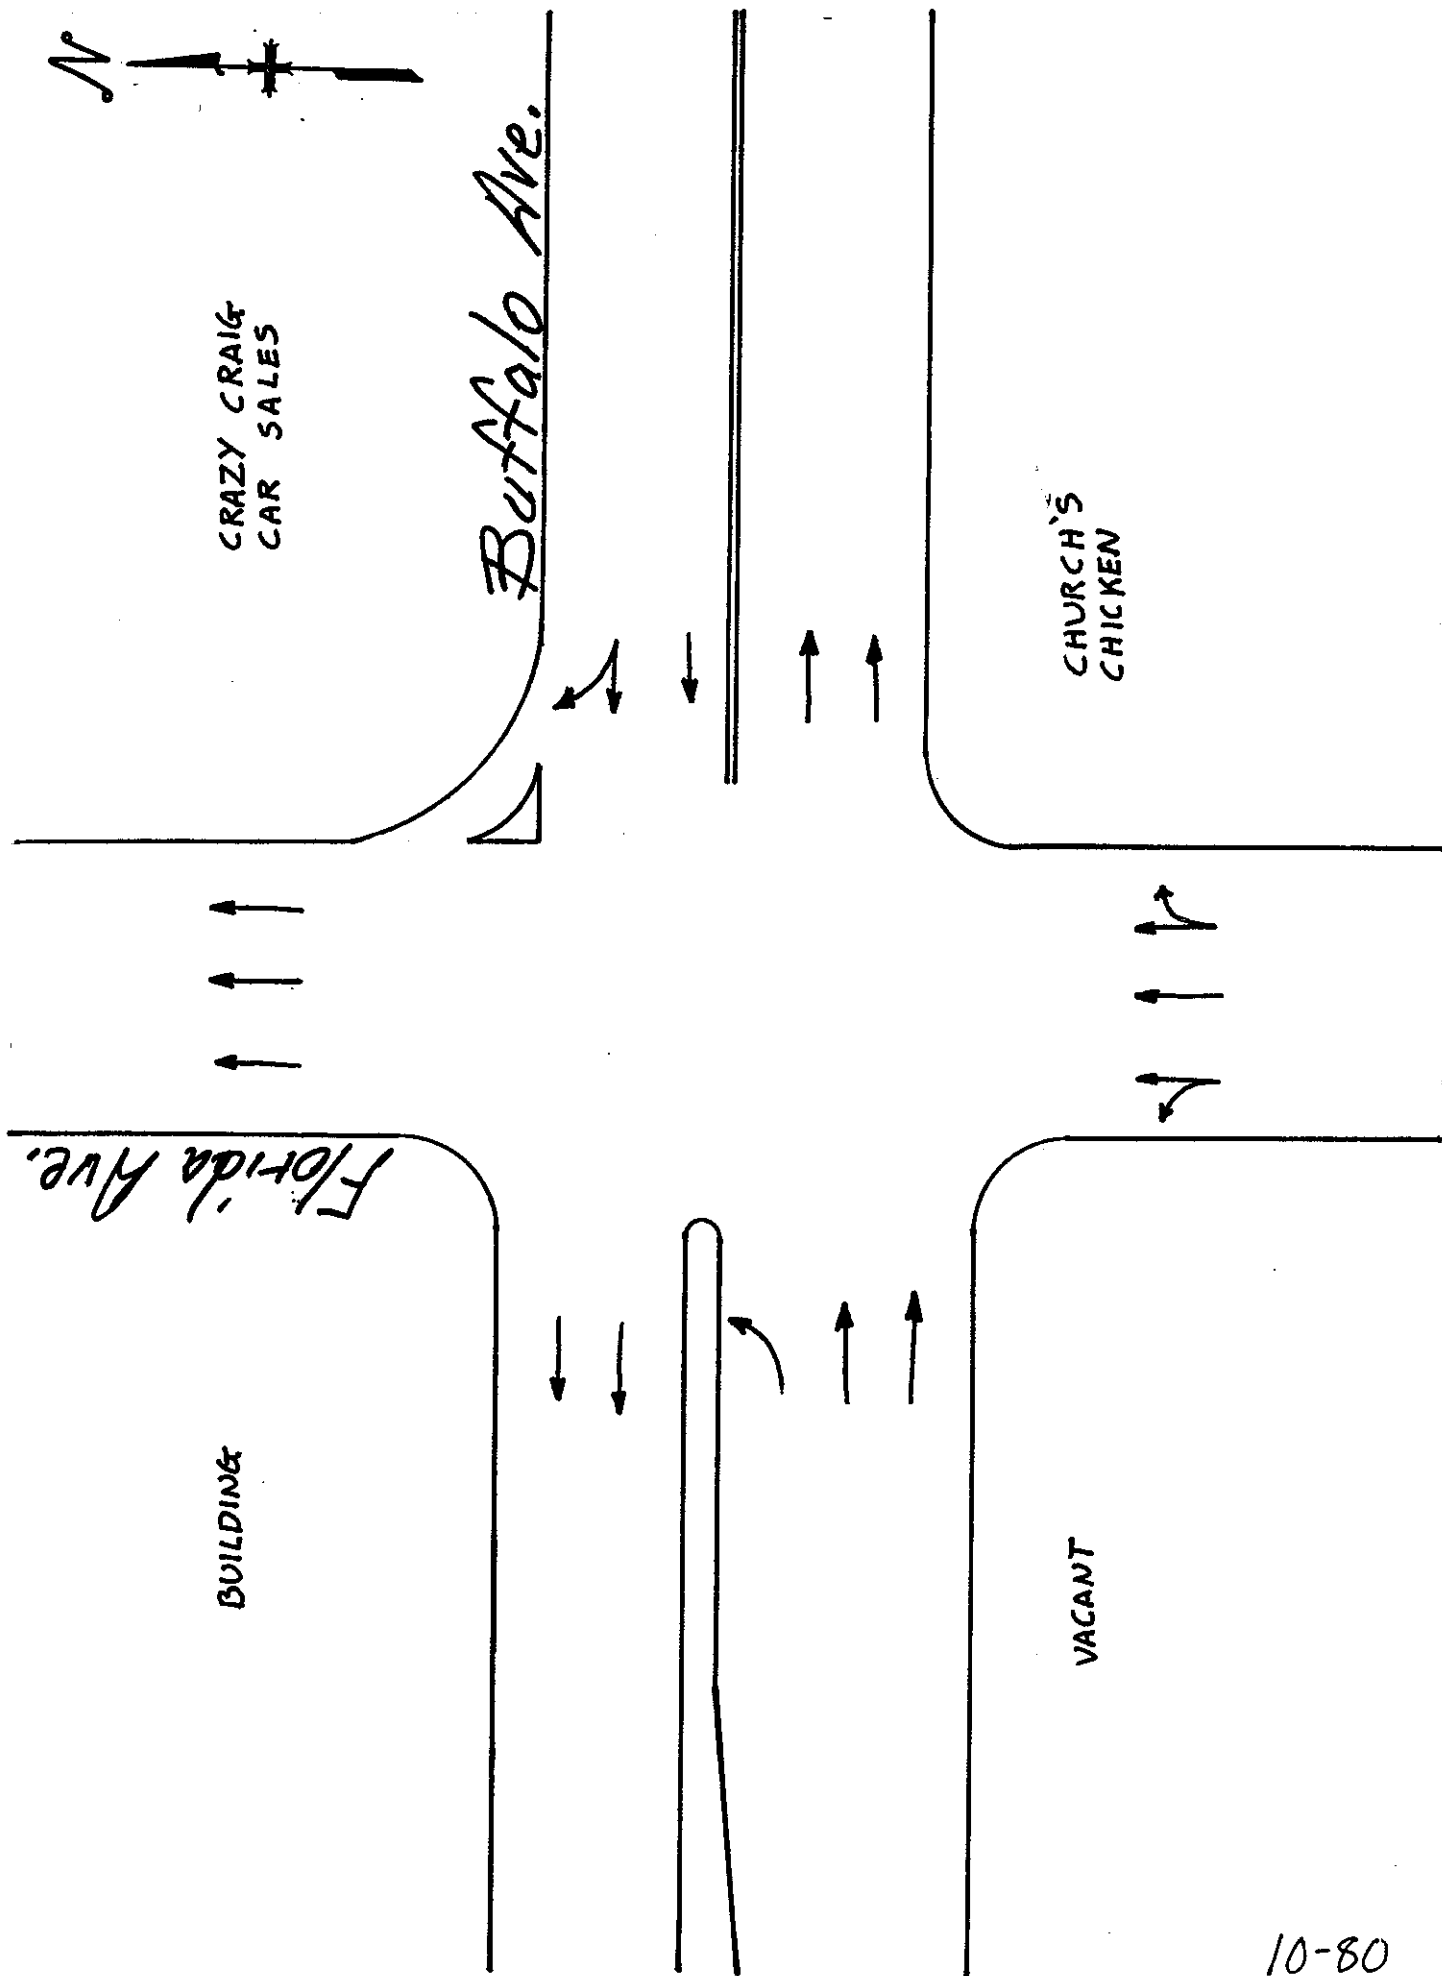 N
CRAZY CRAIG
CAR SALES
Buffalo Ave.
Florida Ave.
BUILDING
CHURCH'S
CHICKEN
VACANT
10-80